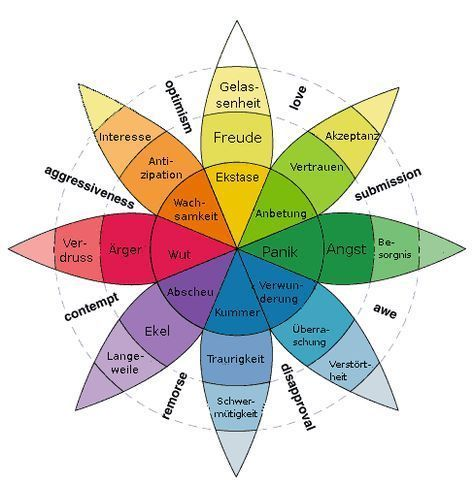 Gelas-
senheit
optimism
love
Interesse
Freude
Akzeptanz
Anti-
zipation
Vertrauen
Ekstase
aggressiveness
submission
Wach-
samkeit
Anbetung
Ver-
druss
Ärger
Wut
Panik
Angst
Be-
sorgnis
Abscheu
Verwun-
derung
contempt
awe
Kummer
Ekel
Überra-
schung
Lange-
weile
Traurigkeit
Verstört-
heit
remorse
disapproval
Schwer-
mütigkeit